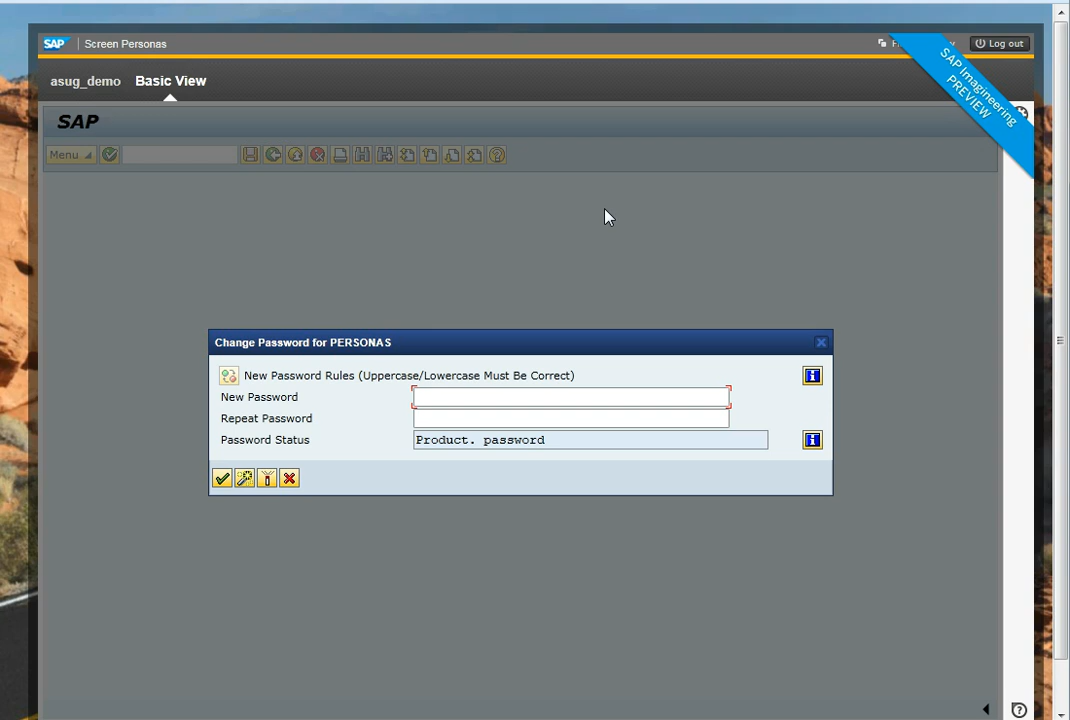 SAP Screen Personas
Log out
SAP Imagineering
PREVIEW
asug_demo Basic View
SAP
Menu
Change Password for PERSONAS
New Password Rules (Uppercase/Lowercase Must Be Correct)
New Password
Repeat Password
Password Status Product. password